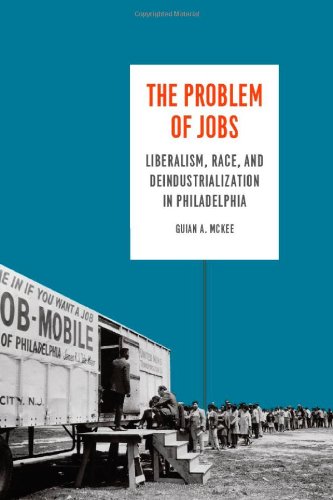 THE PROBLEM
OF JOBS
LIBERALISM, RACE, AND
DEINDUSTRIALIZATION
IN PHILADELPHIA
GUIAN A. MCKEE
ME IN IF YOU WANT A JOB
OB-MOBILE
OF PHILADELPHIA
CITY, N.J.